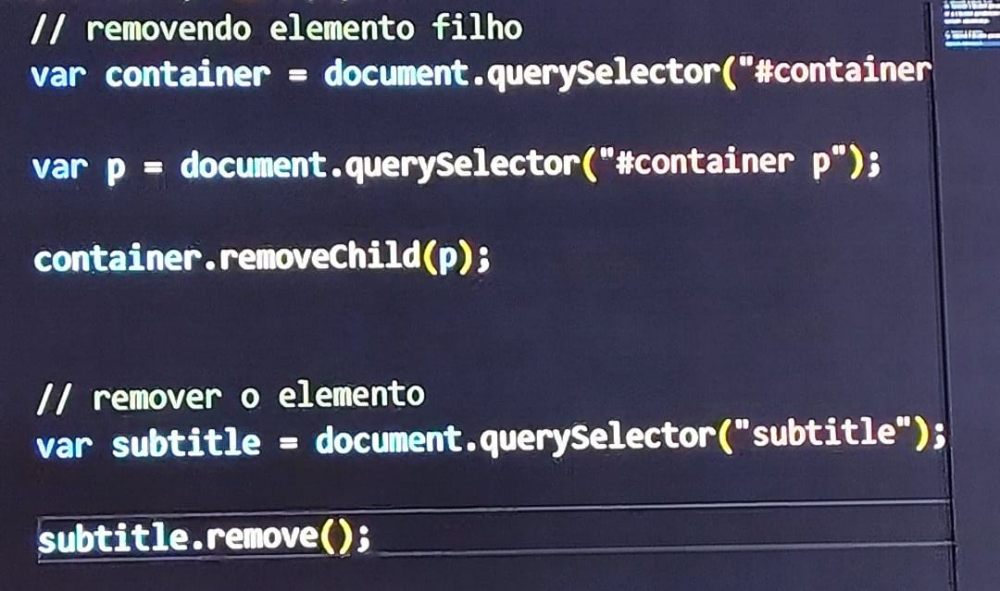 // removendo elemento filho
var container = document.querySelector("#container
var p = document.querySelector("#container p");
container.removeChild(p);
// remover o elemento
var subtitle = document.querySelector("subtitle");
subtitle.remove();